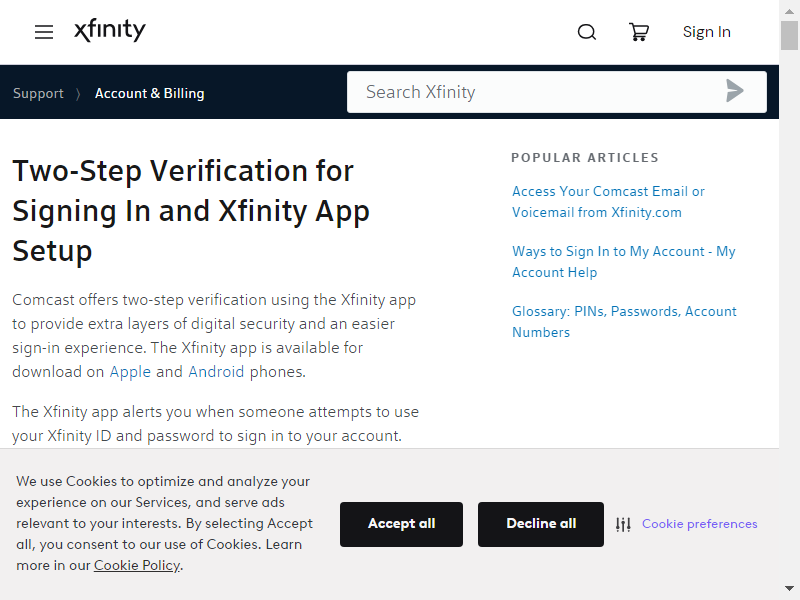 xfinity
Sign In
Support 〉 Account & Billing
Search Xfinity
Two-Step Verification for
Signing In and Xfinity App
Setup
Comcast offers two-step verification using the Xfinity app
to provide extra layers of digital security and an easier
sign-in experience. The Xfinity app is available for
download on Apple and Android phones.
The Xfinity app alerts you when someone attempts to use
your Xfinity ID and password to sign in to your account.
POPULAR ARTICLES
Access Your Comcast Email or
Voicemail from Xfinity.com
Ways to Sign In to My Account - My
Account Help
Glossary: PINs, Passwords, Account
Numbers
We use Cookies to optimize and analyze your
experience on our Services, and serve ads
relevant to your interests. By selecting Accept
all, you consent to our use of Cookies. Learn
more in our Cookie Policy.
Accept all
Decline all
Cookie preferences